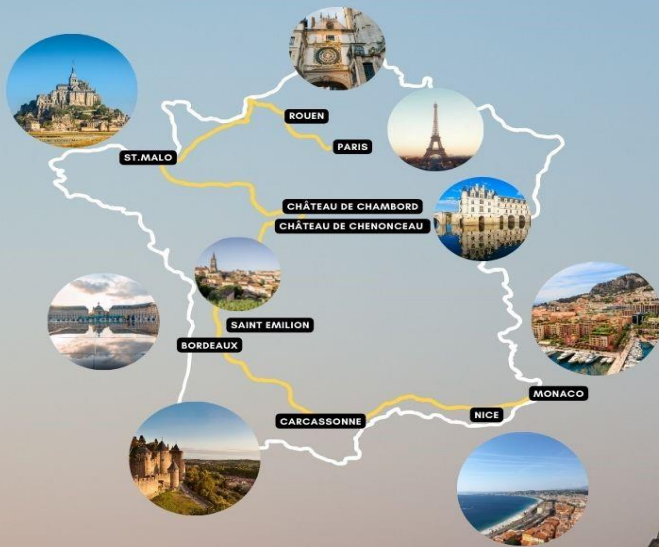 ROUEN
PARIS
ST.MALO
CHÂTEAU DE CHAMBORD
CHÂTEAU DE CHENONCEAU
SAINT EMILION
BORDEAUX
MONACO
NICE
CARCASSONNE